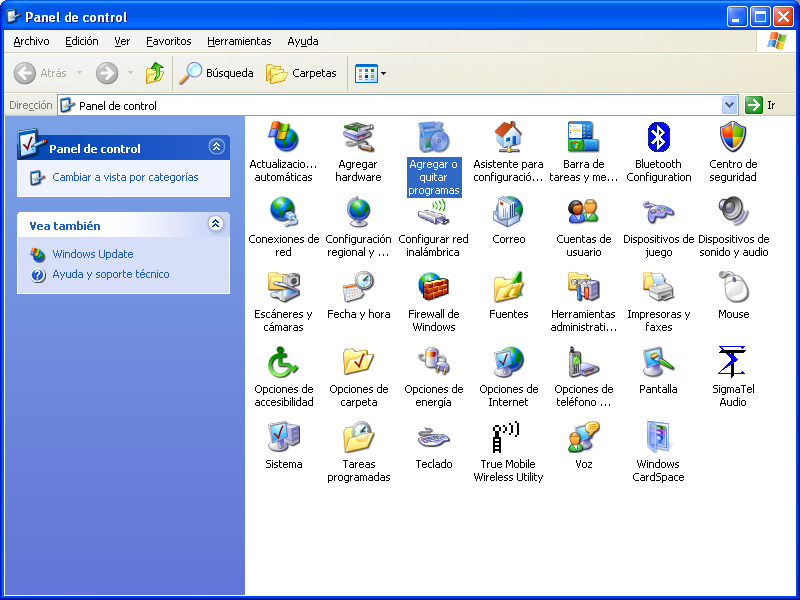 Panel de control
Archivo Edición Ver Favoritos Herramientas Ayuda
Atrás Búsqueda Carpetas
Dirección Panel de control Ir
Panel de control
Cambiar a vista por categorías
Vea también
Windows Update
Ayuda y soporte técnico
Actualizacio... Agregar Agregar o Asistente para Barra de Bluetooth Centro de
automáticas hardware quitar configuració... tareas y me... Configuration seguridad
programas
Conexiones de Configuración Configurar red Correo Cuentas de Dispositivos de Dispositivos de
red regional y ... inalámbrica usuario juego sonido y audio
Escáneres y Fecha y hora Firewall de Fuentes Herramientas Impresoras y Mouse
cámaras Windows administrati... faxes
Opciones de Opciones de Opciones de Opciones de Opciones de Pantalla SigmaTel
accesibilidad carpeta energía Internet teléfono ... Audio
Sistema Tareas Teclado True Mobile Voz Windows
programadas Wireless Utility CardSpace